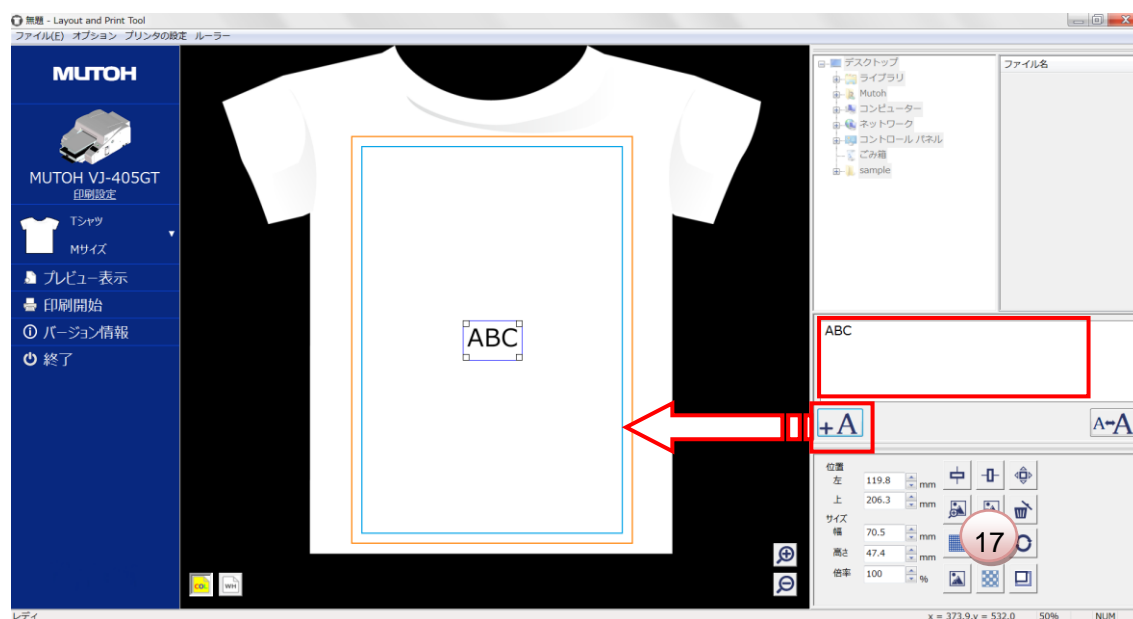 無題 - Layout and Print Tool
ファイル(E) オプション プリンタの設定 ルーラー
MUTOH
MUTOH VJ-405GT
印刷設定
Tシャツ
Mサイズ
プレビュー表示
印刷開始
バージョン情報
終了
ABC
COL
WH
デスクトップ
ライブラリ
Mutoh
コンピューター
ネットワーク
コントロール パネル
ごみ箱
sample
ファイル名
ABC
+A
A↔A
位置
左 119.8 mm
上 206.3 mm
サイズ
幅 70.5 mm
高さ 47.4 mm
倍率 100 %
17
レディ
x = 373.9,y = 532.0 50% NUM